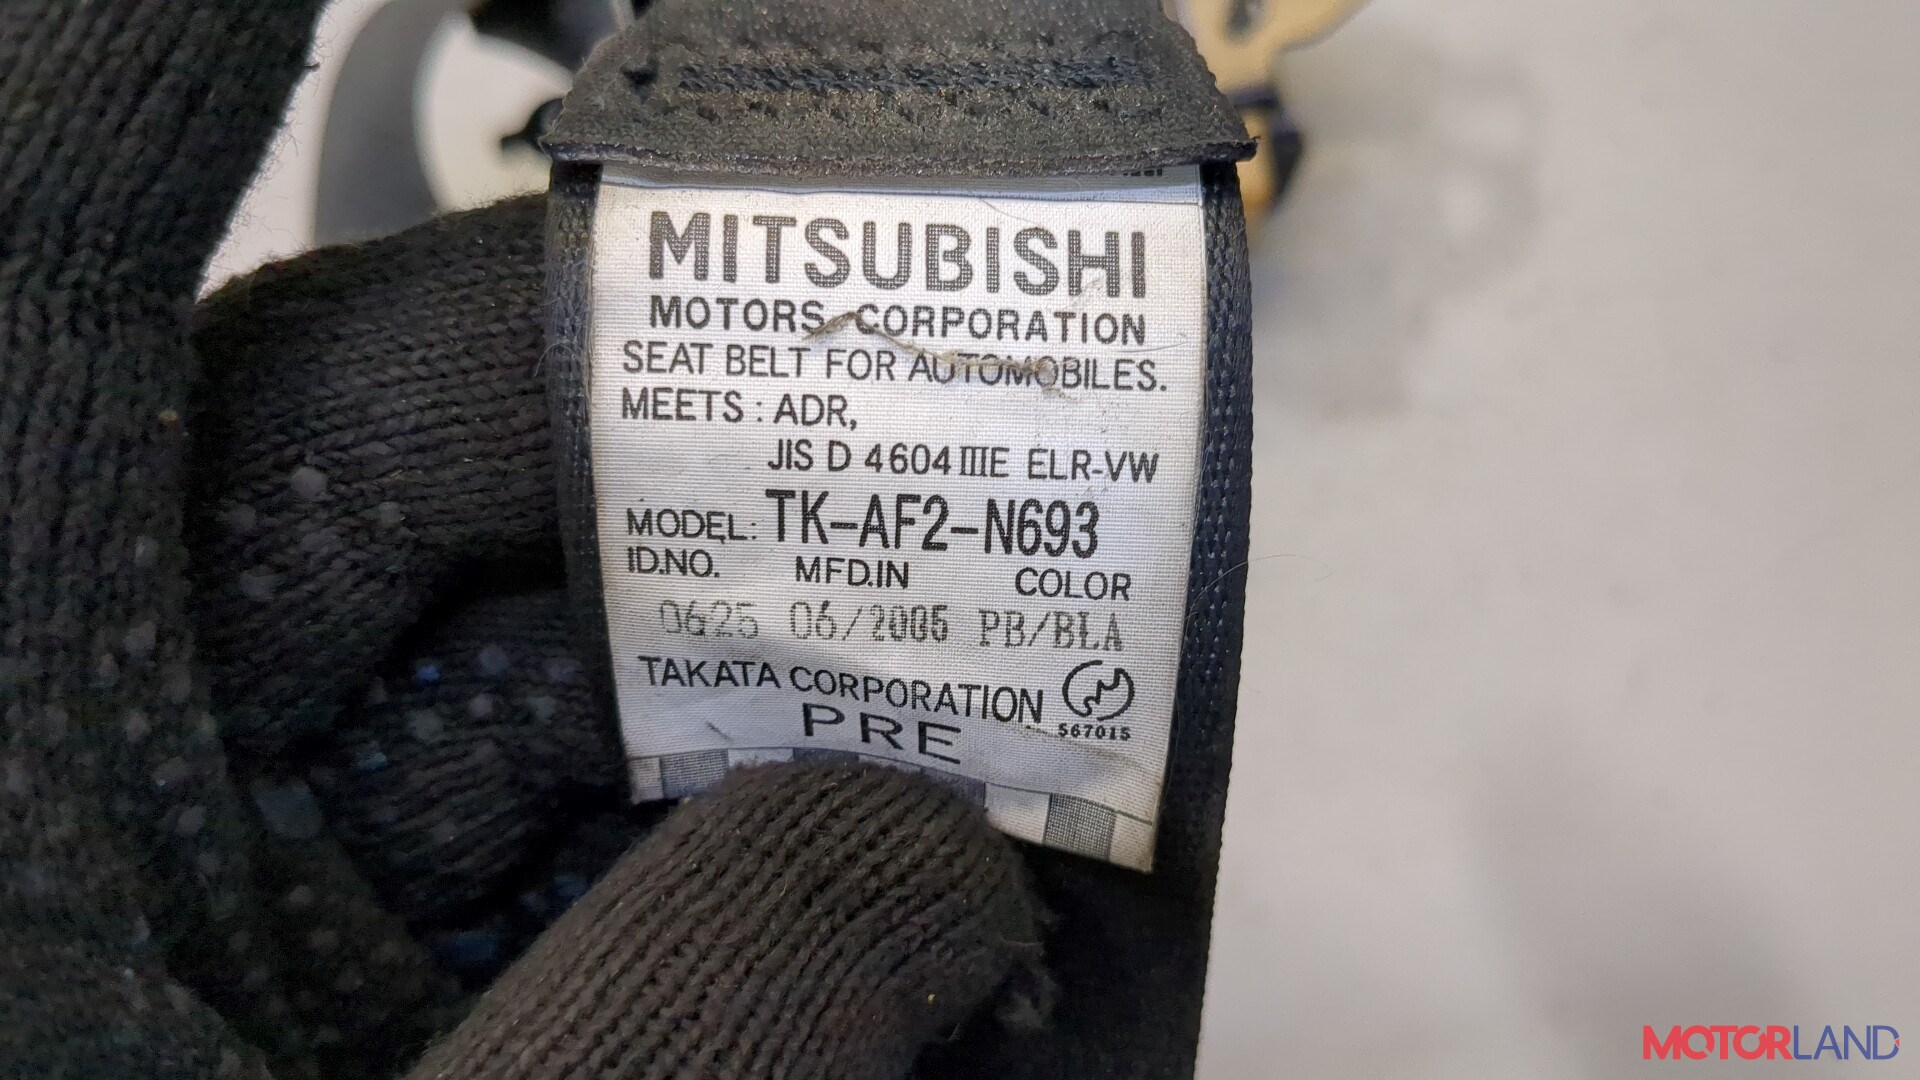 MITSUBISHI
MOTORS CORPORATION
SEAT BELT FOR AUTOMOBILES.
MEETS : ADR,
JIS D 4604 IIIE ELR-VW
MODEL: TK-AF2-N693
ID.NO. MFD.IN COLOR
0625 06/2005 PB/BLA
TAKATA CORPORATION
567015
PRE
MOTORLAND